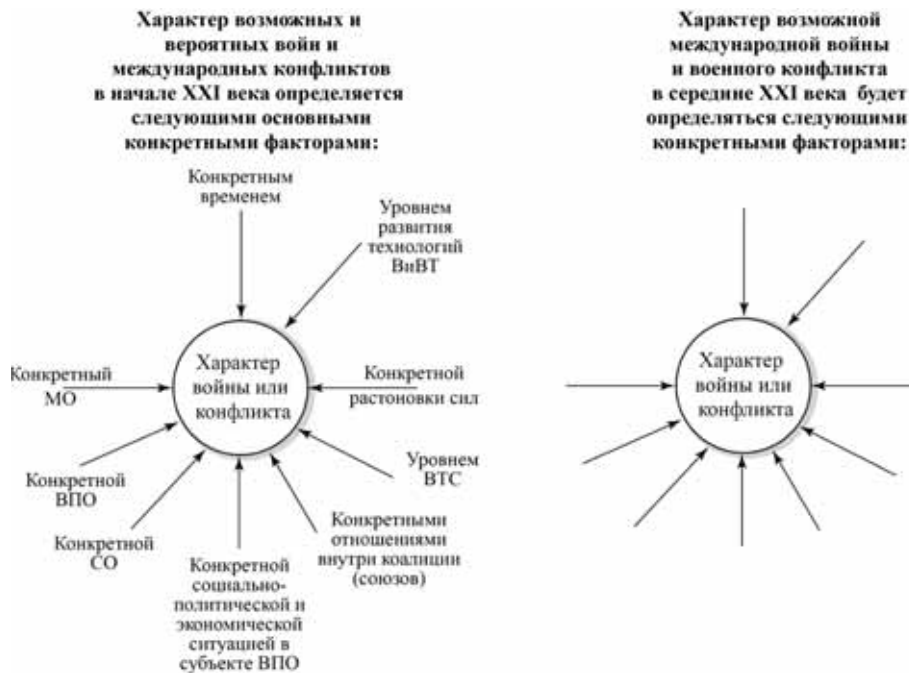 Характер возможных и
вероятных войн и
международных конфликтов
в начале XXI века определяется
следующими основными
конкретными факторами:
Конкретным
временем
Уровнем
развития
технологий
ВиВТ
Конкретной
растоновки сил
Уровнем
ВТС
Конкретными
отношениями
внутри коалиции
(союзов)
Конкретной
социально-
политической и
экономической
ситуацией в
субъекте ВПО
Конкретной
СО
Конкретной
ВПО
Конкретный
МО
Характер
войны или
конфликта
Характер возможной
международной войны
и военного конфликта
в середине XXI века будет
определяться следующими
конкретными факторами:
Характер
войны или
конфликта